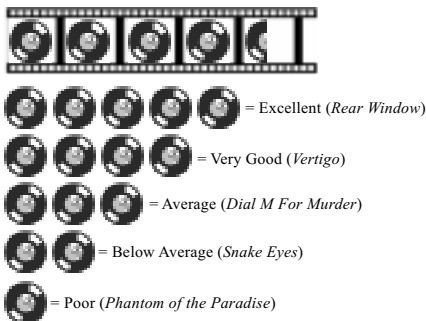 = Excellent (Rear Window)
= Very Good (Vertigo)
= Average (Dial M For Murder)
= Below Average (Snake Eyes)
= Poor (Phantom of the Paradise)